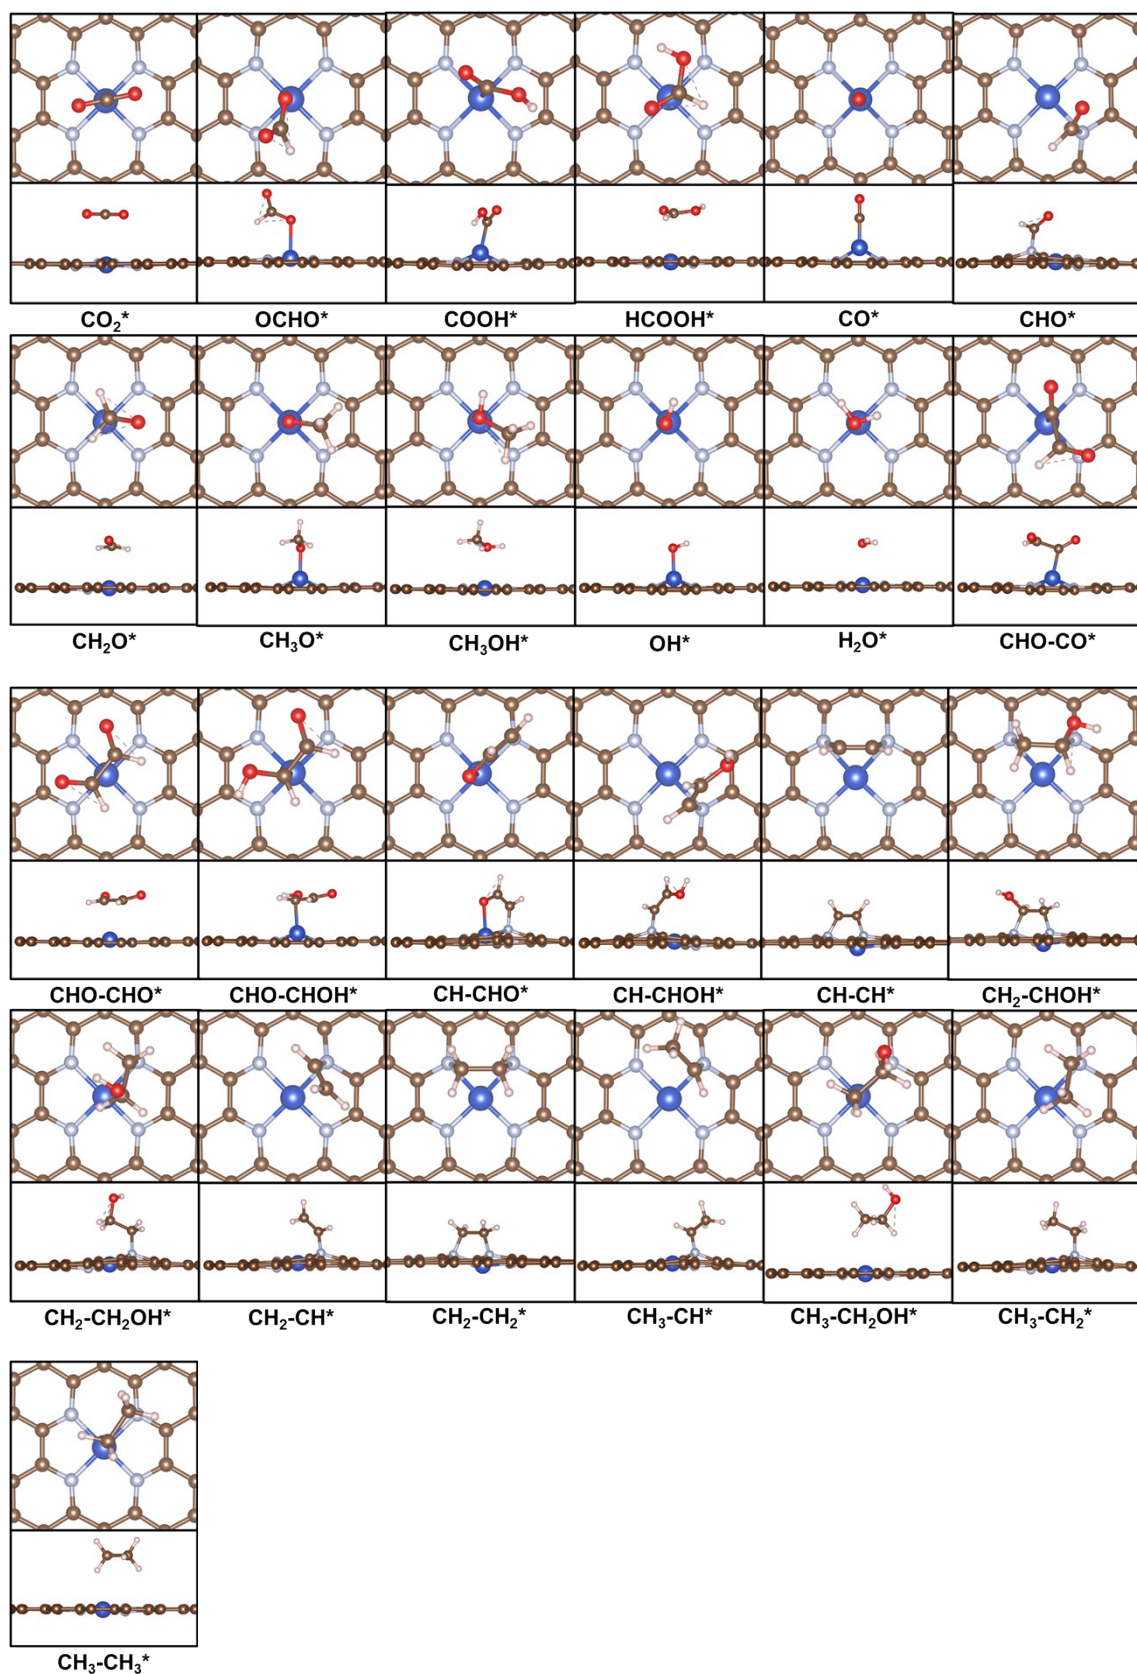 CO₂* OCHO* COOH* HCOOH* CO* CHO*
CH₂O* CH₃O* CH₃OH* OH* H₂O* CHO-CO*
CHO-CHO* CHO-CHOH* CH-CHO* CH-CHOH* CH-CH* CH₂-CHOH*
CH₂-CH₂OH* CH₂-CH* CH₂-CH₂* CH₃-CH* CH₃-CH₂OH* CH₃-CH₂*
CH₃-CH₃*